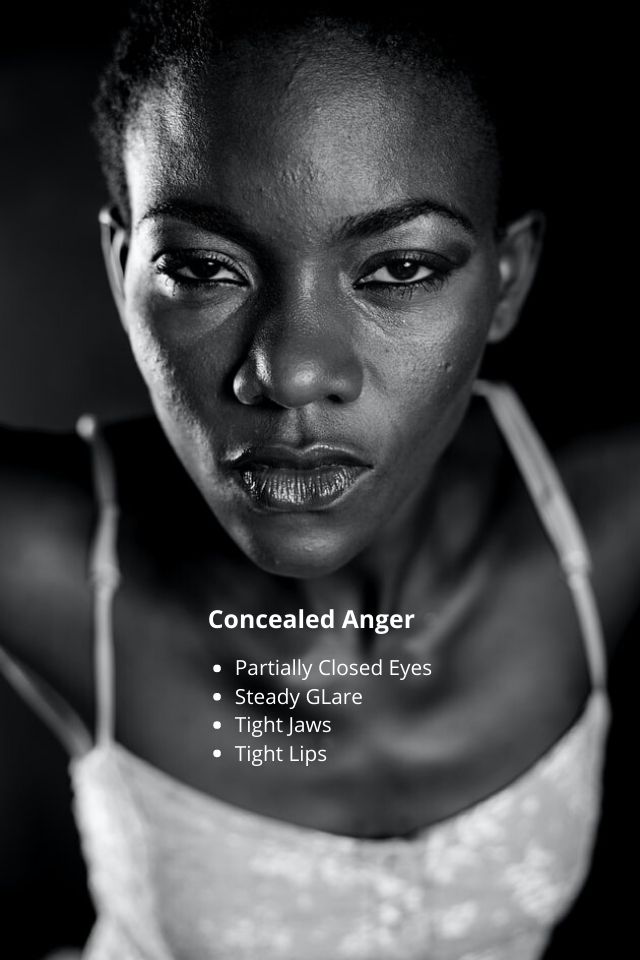 Concealed Anger
• Partially Closed Eyes
• Steady GLare
• Tight Jaws
• Tight Lips